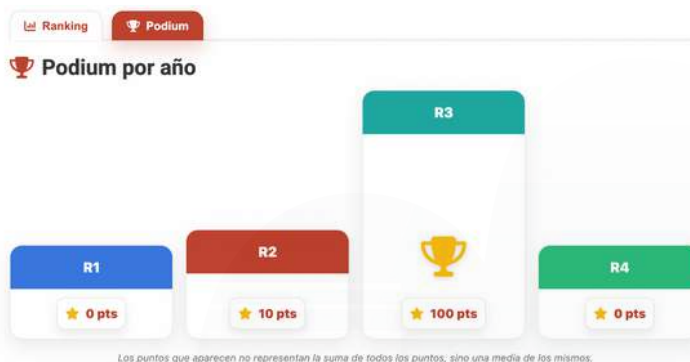 Ranking
Podium
Podium por año
R3
R2
R1
R4
0 pts
10 pts
100 pts
0 pts
Los puntos que aparecen no representan la suma de todos los puntos, sino una media de los mismos.